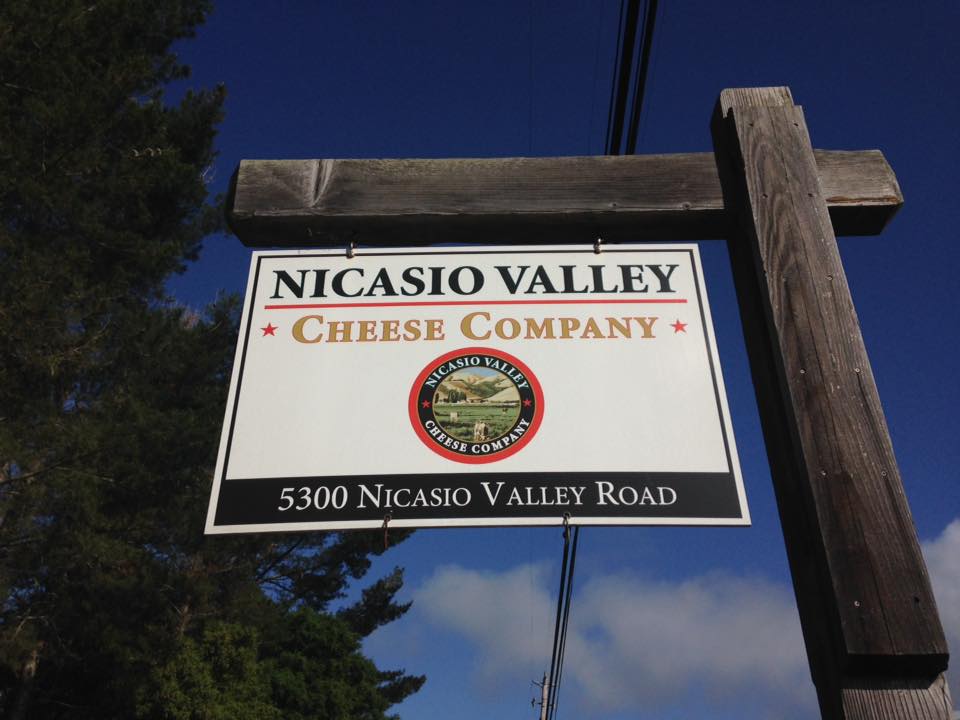 NICASIO VALLEY
CHEESE COMPANY
NICASIO VALLEY
CHEESE COMPANY
5300 NICASIO VALLEY ROAD